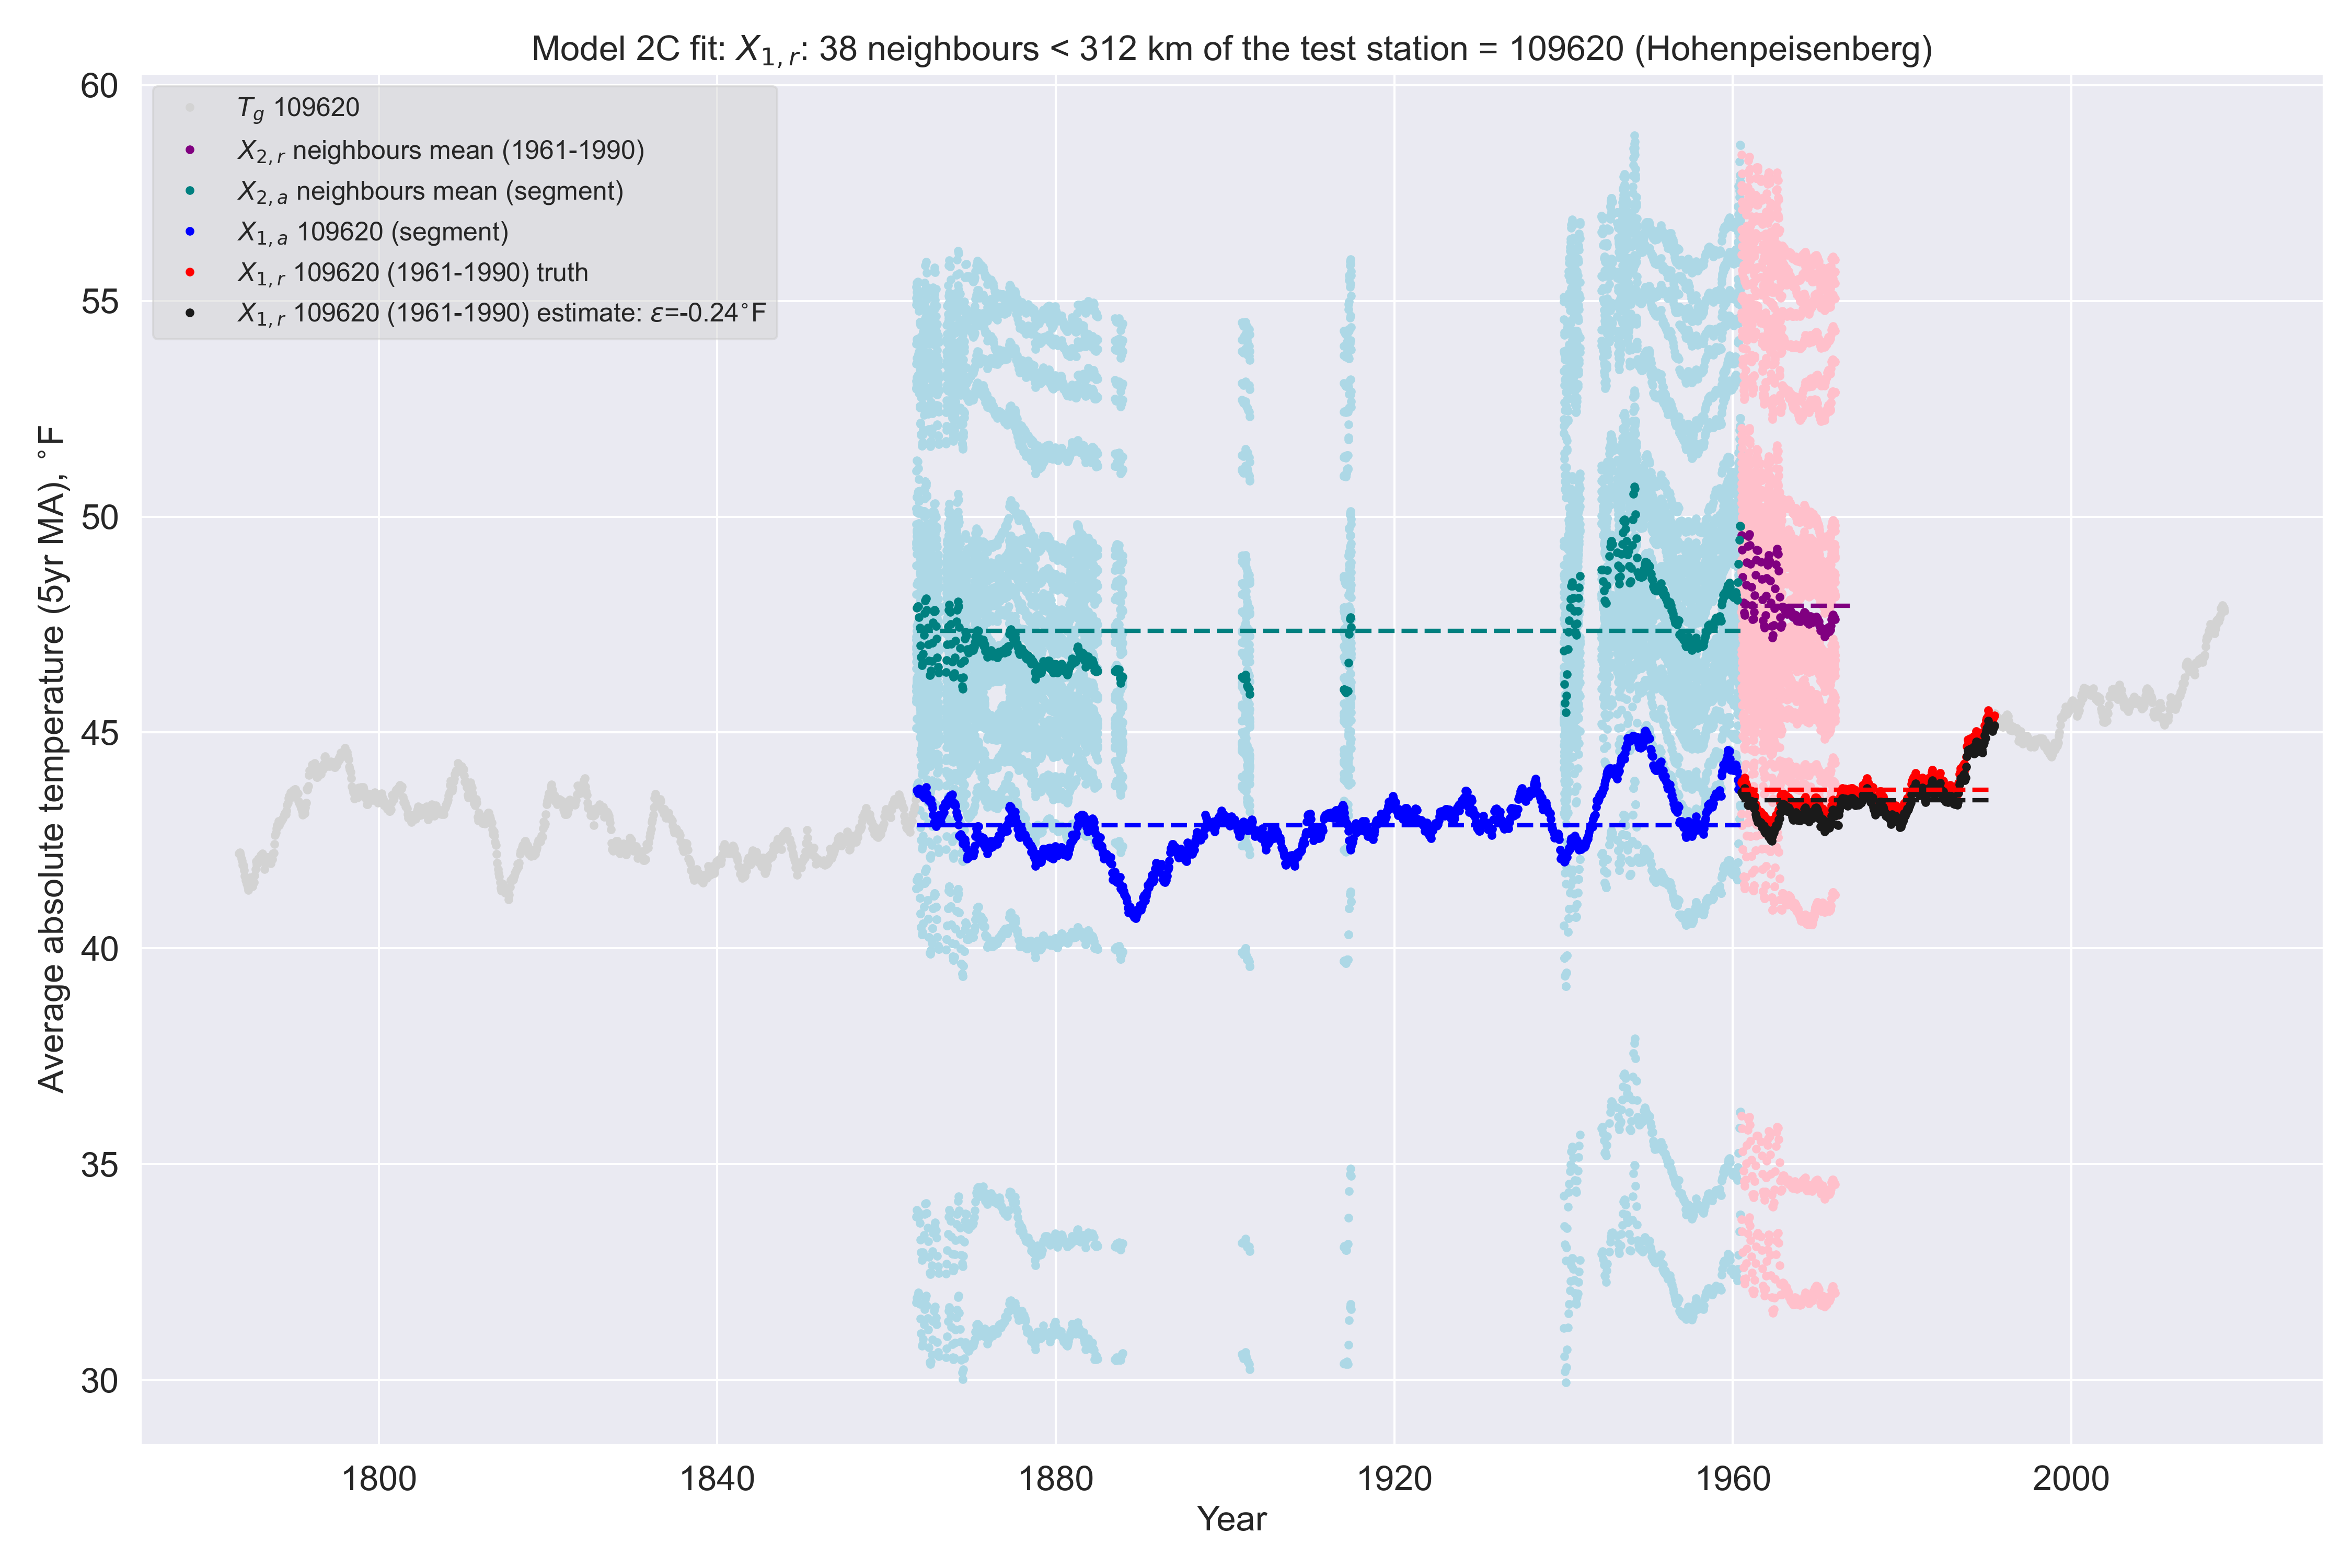 Model 2C fit: X₁,ᵣ: 38 neighbours < 312 km of the test station = 109620 (Hohenpeisenberg)
T_g 109620
X₂,ᵣ neighbours mean (1961-1990)
X₂,ₐ neighbours mean (segment)
X₁,ₐ 109620 (segment)
X₁,ᵣ 109620 (1961-1990) truth
X₁,ᵣ 109620 (1961-1990) estimate: ε=-0.24°F
Average absolute temperature (5yr MA), °F
60
55
50
45
40
35
30
1800 1840 1880 1920 1960 2000
Year